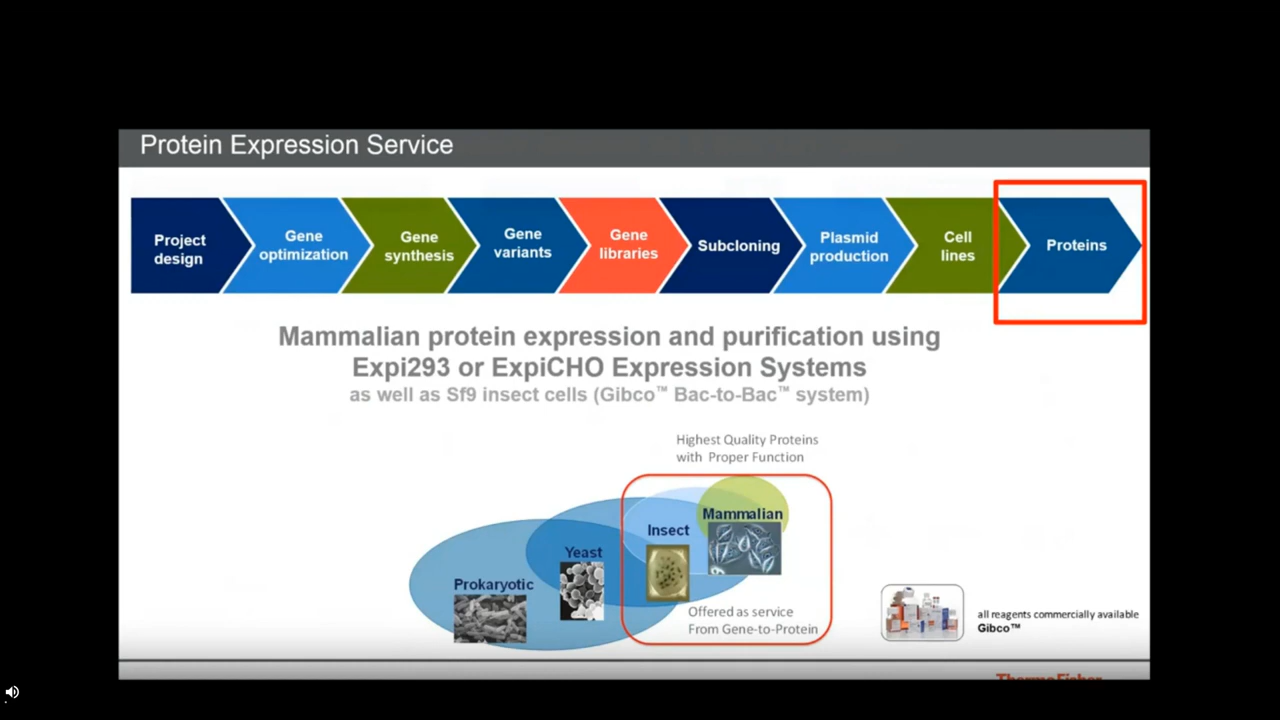 Protein Expression Service
Project
design
Gene
optimization
Gene
synthesis
Gene
variants
Gene
libraries
Subcloning
Plasmid
production
Cell
lines
Proteins
Mammalian protein expression and purification using
Expi293 or ExpiCHO Expression Systems
as well as Sf9 insect cells (Gibco™ Bac-to-Bac™ system)
Highest Quality Proteins
with Proper Function
Mammalian
Insect
Yeast
Prokaryotic
Offered as service
From Gene-to-Protein
all reagents commercially available
Gibco™
ThermoFisher